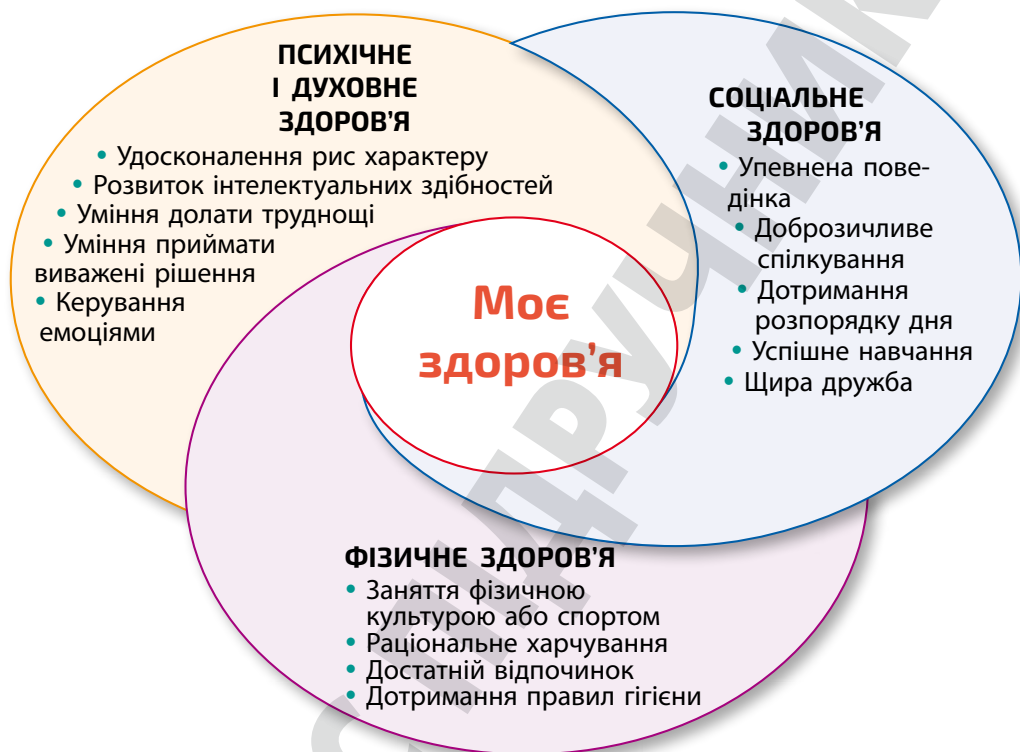 ПСИХІЧНЕ
І ДУХОВНЕ
ЗДОРОВ'Я
• Удосконалення рис характеру
• Розвиток інтелектуальних здібностей
• Уміння долати труднощі
• Уміння приймати
виважені рішення
• Керування
емоціями
СОЦІАЛЬНЕ
ЗДОРОВ'Я
• Упевнена пове-
дінка
• Доброзичливе
спілкування
• Дотримання
розпорядку дня
• Успішне навчання
• Щира дружба
Моє
здоров'я
ФІЗИЧНЕ ЗДОРОВ'Я
• Заняття фізичною
культурою або спортом
• Раціональне харчування
• Достатній відпочинок
• Дотримання правил гігієни
С ПІДРУЧНИК